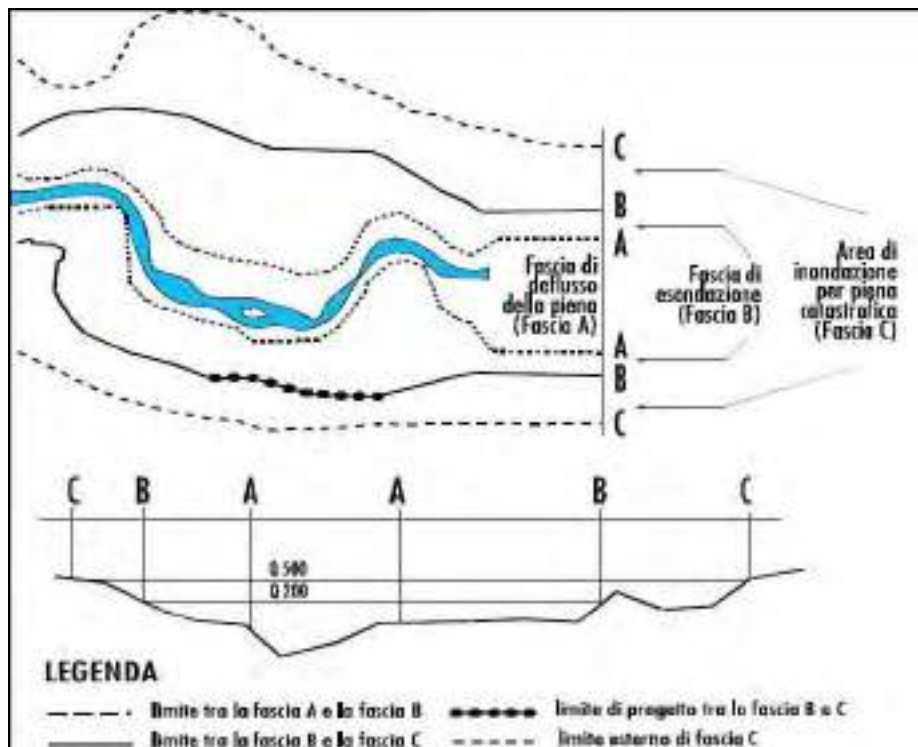 C
B
A
Fascia di
deflusso
della piena
(Fascia A)
Fascia di
esondazione
(Fascia B)
Area di
inondazione
per piena
catastrofica
(Fascia C)
A
B
C
C B A A B C
Q 500
Q 200
LEGENDA
limite tra la fascia A e la fascia B
limite di progetto tra la fascia B e C
limite tra la fascia B e la fascia C
limite esterno di fascia C